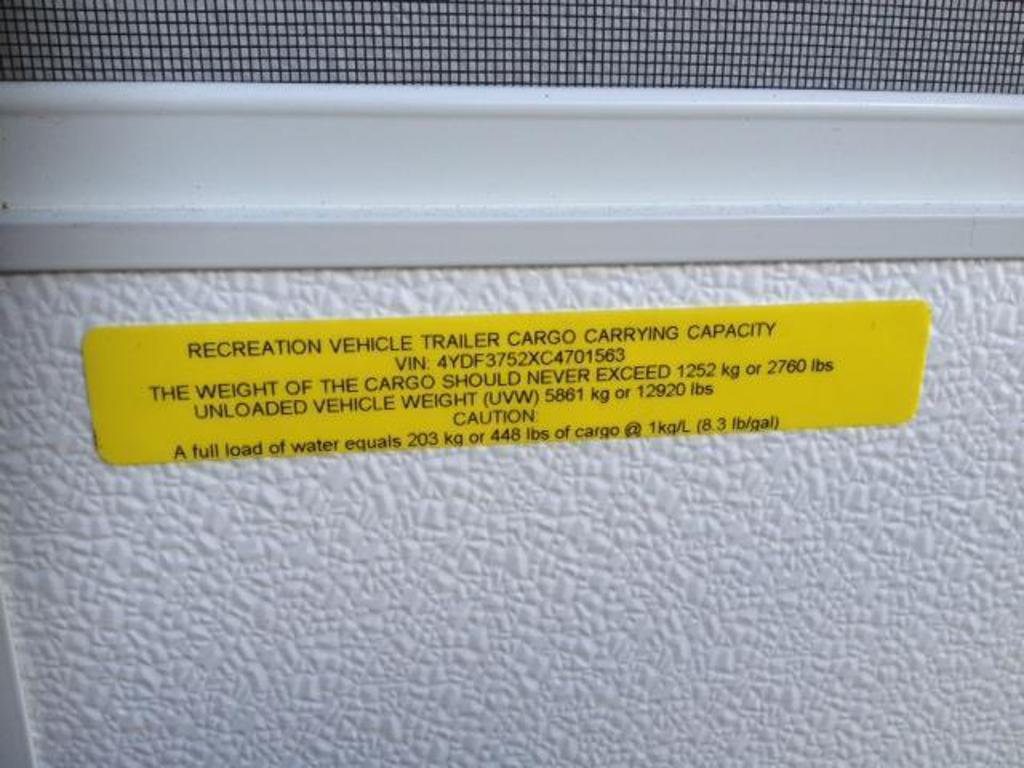 RECREATION VEHICLE TRAILER CARGO CARRYING CAPACITY
VIN: 4YDF3752XC4701563
THE WEIGHT OF THE CARGO SHOULD NEVER EXCEED 1252 kg or 2760 lbs
UNLOADED VEHICLE WEIGHT (UVW) 5861 kg or 12920 lbs
CAUTION:
A full load of water equals 203 kg or 448 lbs of cargo @ 1kg/L (8.3 lb/gal)